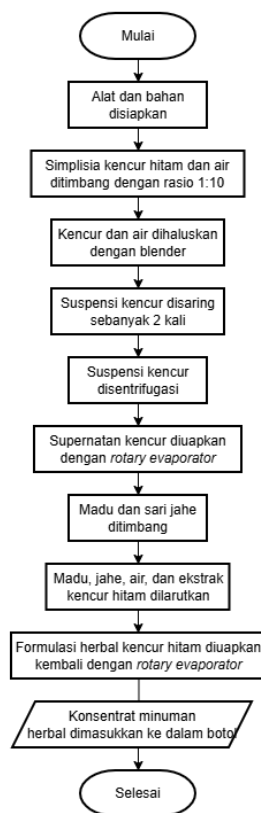 Mulai
Alat dan bahan
disiapkan
Simplisia kencur hitam dan air
ditimbang dengan rasio 1:10
Kencur dan air dihaluskan
dengan blender
Suspensi kencur disaring
sebanyak 2 kali
Suspensi kencur
disentrifugasi
Supernatan kencur diuapkan
dengan rotary evaporator
Madu dan sari jahe
ditimbang
Madu, jahe, air, dan ekstrak
kencur hitam dilarutkan
Formulasi herbal kencur hitam diuapkan
kembali dengan rotary evaporator
Konsentrat minuman
herbal dimasukkan ke dalam botol
Selesai